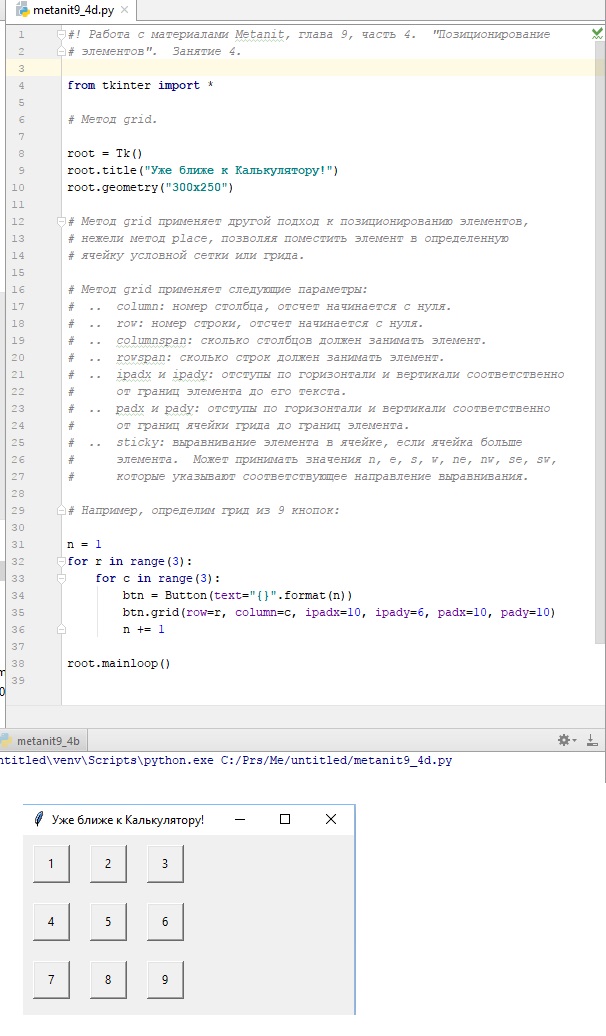 metanit9_4d.py
1 #! Работа с материалами Metanit, глава 9, часть 4.  "Позиционирование
2 # элементов".  Занятие 4.
3
4 from tkinter import *
5
6 # Метод grid.
7
8 root = Tk()
9 root.title("Уже ближе к Калькулятору!")
10 root.geometry("300x250")
11
12 # Метод grid применяет другой подход к позиционированию элементов,
13 # нежели метод place, позволяя поместить элемент в определенную
14 # ячейку условной сетки или грида.
15
16 # Метод grid применяет следующие параметры:
17 #  ..  column: номер столбца, отсчет начинается с нуля.
18 #  ..  row: номер строки, отсчет начинается с нуля.
19 #  ..  columnspan: сколько столбцов должен занимать элемент.
20 #  ..  rowspan: сколько строк должен занимать элемент.
21 #  ..  ipadx и ipady: отступы по горизонтали и вертикали соответственно
22 #      от границ элемента до его текста.
23 #  ..  padx и pady: отступы по горизонтали и вертикали соответственно
24 #      от границ ячейки грида до границ элемента.
25 #  ..  sticky: выравнивание элемента в ячейке, если ячейка больше
26 #      элемента.  Может принимать значения n, e, s, w, ne, nw, se, sw,
27 #      которые указывают соответствующее направление выравнивания.
28
29 # Например, определим грид из 9 кнопок:
30
31 n = 1
32 for r in range(3):
33     for c in range(3):
34         btn = Button(text="{}".format(n))
35         btn.grid(row=r, column=c, ipadx=10, ipady=6, padx=10, pady=10)
36         n += 1
37
38 root.mainloop()
39
metanit9_4b
ntitled\venv\Scripts\python.exe C:/Prs/Me/untitled/metanit9_4d.py
Уже ближе к Калькулятору!
1 2 3
4 5 6
7 8 9